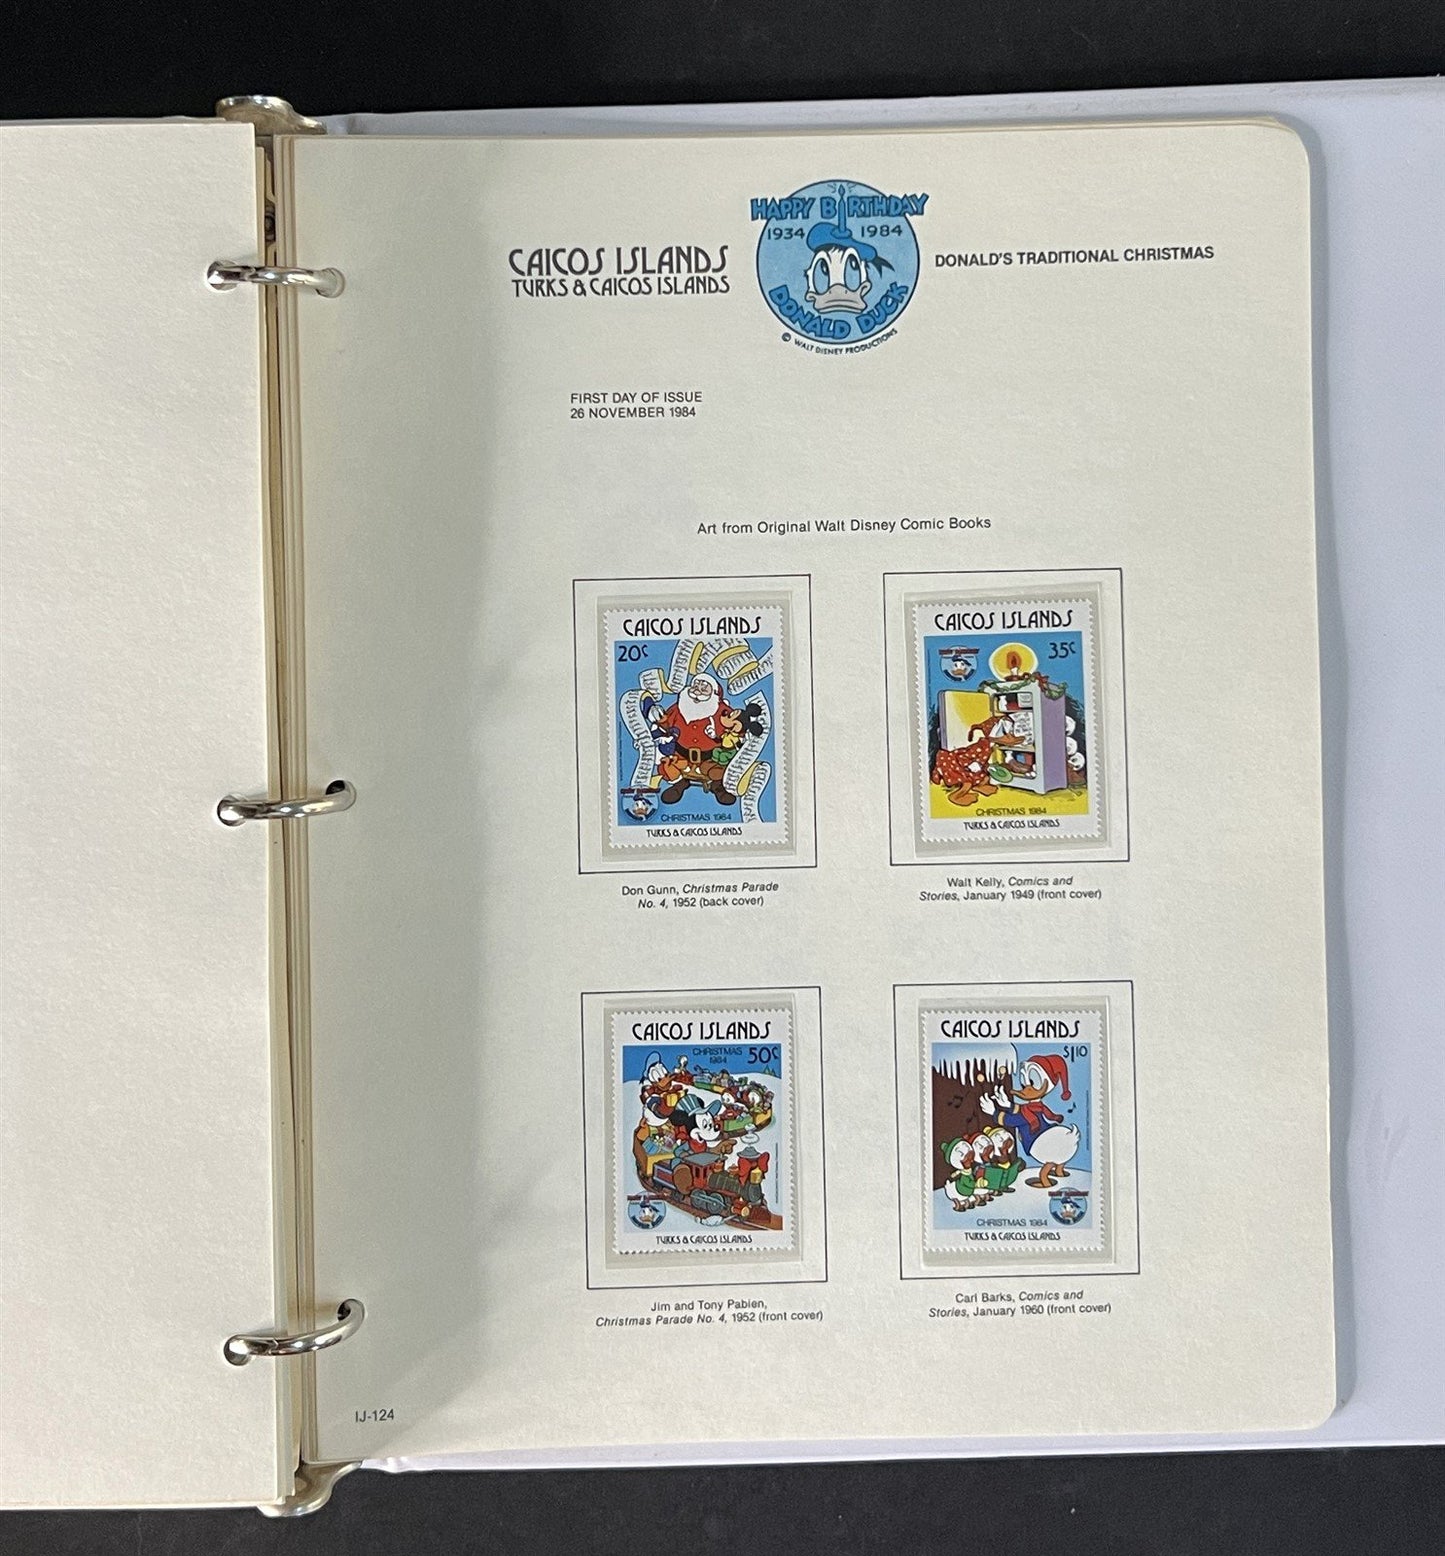 HAPPY BIRTHDAY
1934 1984
DONALD DUCK
© WALT DISNEY PRODUCTIONS
CAICOS ISLANDS
TURKS & CAICOS ISLANDS
DONALD'S TRADITIONAL CHRISTMAS
FIRST DAY OF ISSUE
26 NOVEMBER 1984
Art from Original Walt Disney Comic Books
CAICOS ISLANDS
20¢
CHRISTMAS 1984
TURKS & CAICOS ISLANDS
Don Gunn, Christmas Parade
No. 4, 1952 (back cover)
CAICOS ISLANDS
35¢
CHRISTMAS 1984
TURKS & CAICOS ISLANDS
Walt Kelly, Comics and
Stories, January 1949 (front cover)
CAICOS ISLANDS
CHRISTMAS
1984
50¢
TURKS & CAICOS ISLANDS
Jim and Tony Pabien,
Christmas Parade No. 4, 1952 (front cover)
CAICOS ISLANDS
$1.10
CHRISTMAS 1984
TURKS & CAICOS ISLANDS
Carl Barks, Comics and
Stories, January 1960 (front cover)
IJ-124